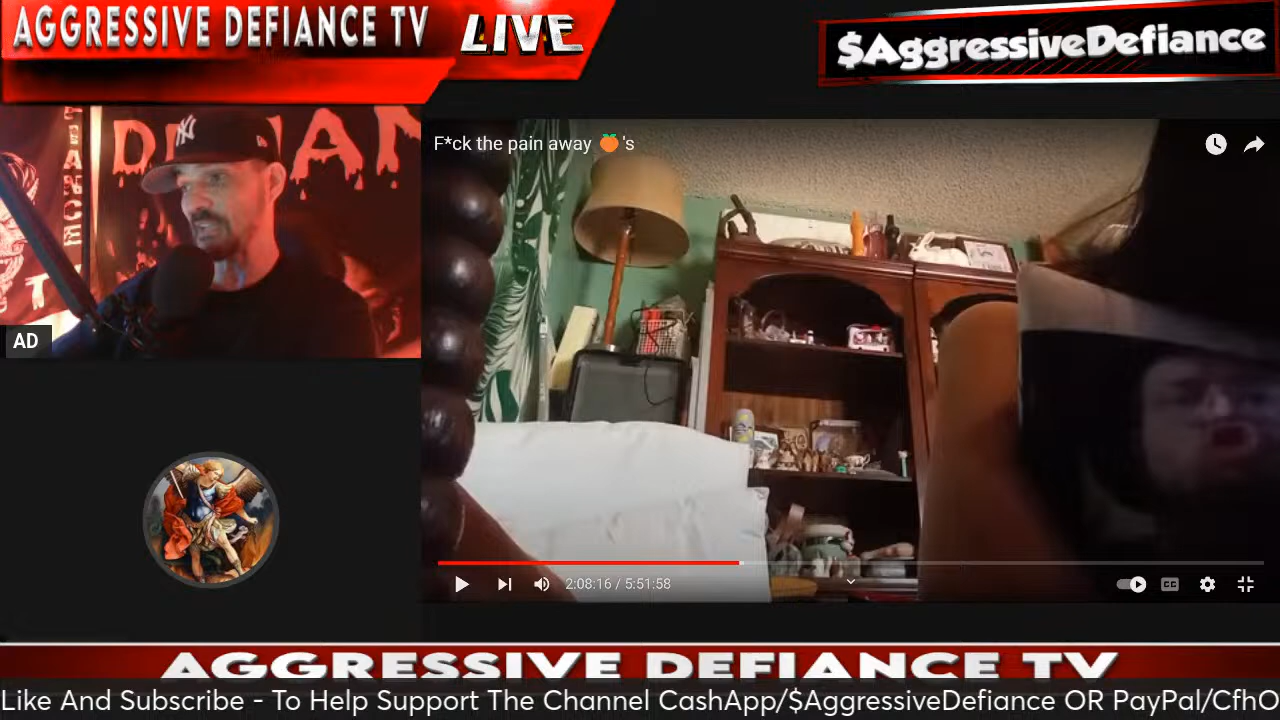 AGGRESSIVE DEFIANCE TV
LIVE
$AggressiveDefiance
F*ck the pain away 🍑's
AD
2:08:16 / 5:51:58
CC
AGGRESSIVE DEFIANCE TV
Like And Subscribe - To Help Support The Channel CashApp/$AggressiveDefiance OR PayPal/CfhO